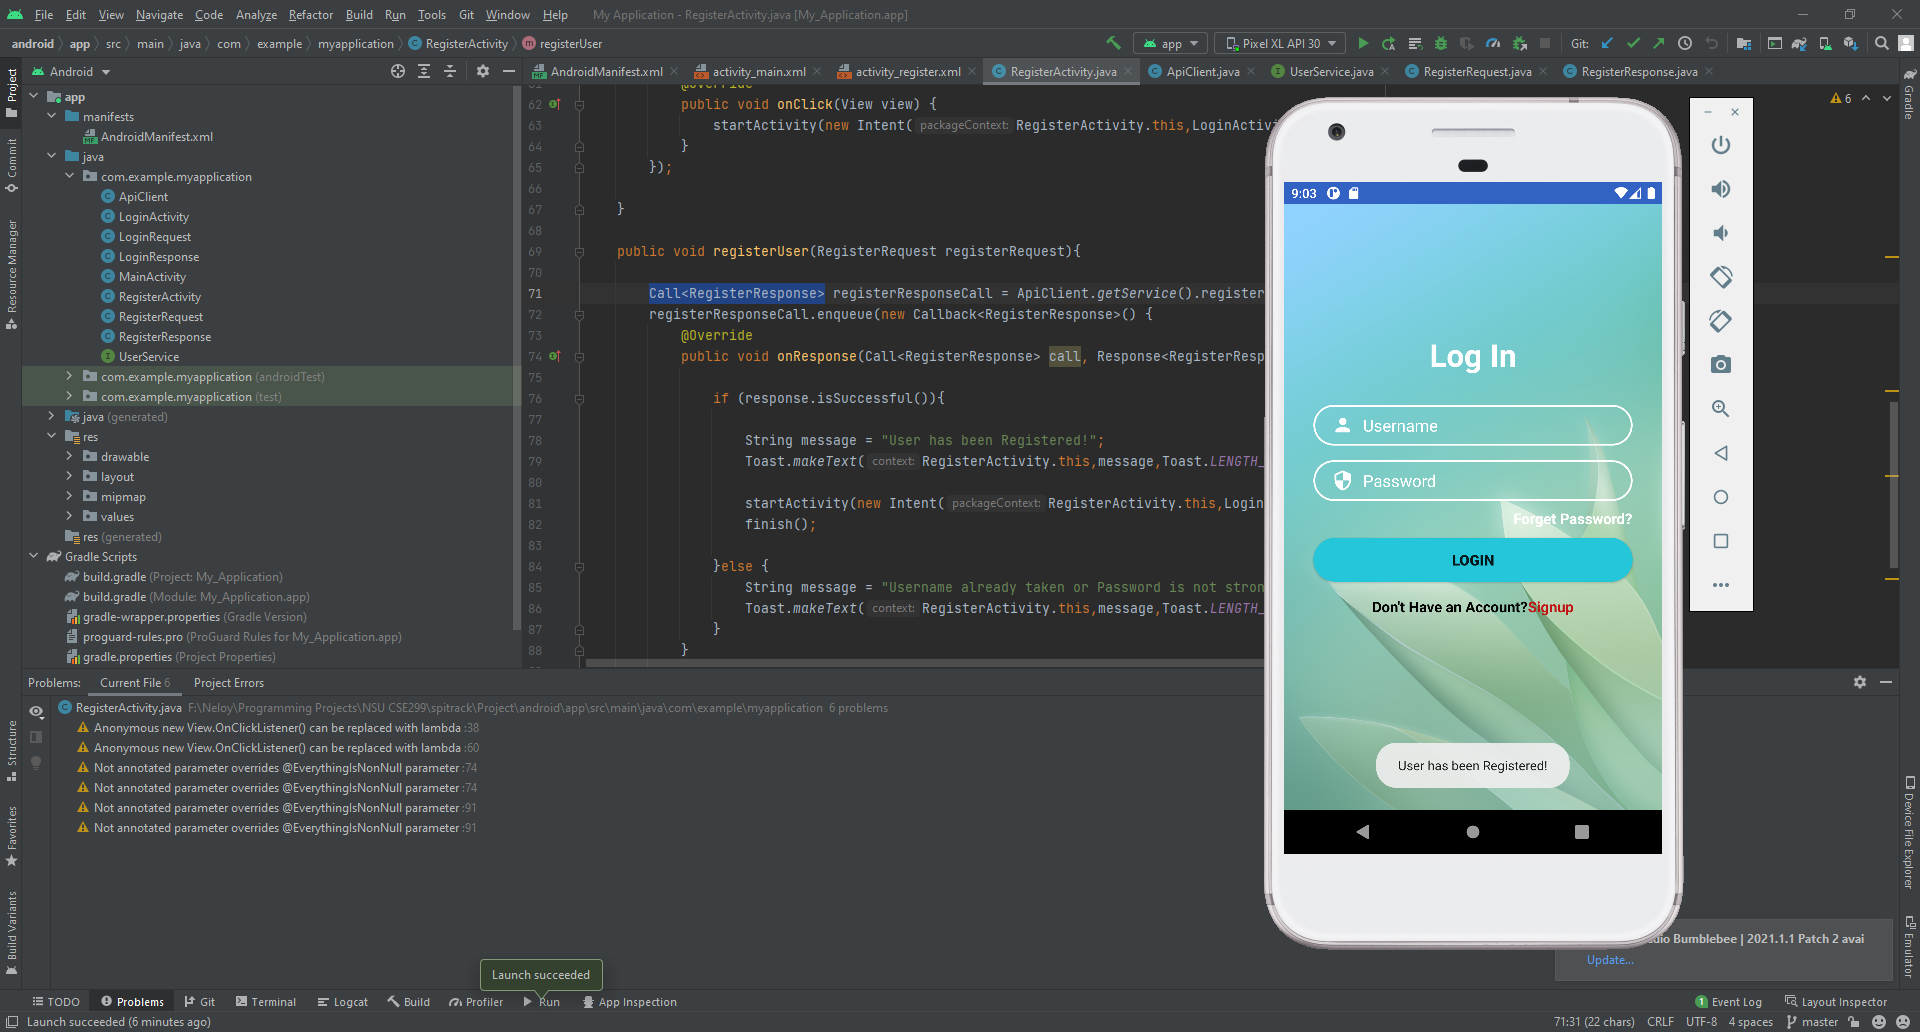 File Edit View Navigate Code Analyze Refactor Build Run Tools Git Window Help My Application - RegisterActivity.java [My_Application.app]
android app src main java com example myapplication RegisterActivity registerUser app Pixel XL API 30 Git:
Project
Android
AndroidManifest.xml activity_main.xml activity_register.xml RegisterActivity.java ApiClient.java UserService.java RegisterRequest.java RegisterResponse.java
Gradle
app
manifests
AndroidManifest.xml
java
com.example.myapplication
ApiClient
LoginActivity
LoginRequest
LoginResponse
MainActivity
RegisterActivity
RegisterRequest
RegisterResponse
UserService
com.example.myapplication (androidTest)
com.example.myapplication (test)
java (generated)
res
drawable
layout
mipmap
values
res (generated)
Gradle Scripts
build.gradle (Project: My_Application)
build.gradle (Module: My_Application.app)
gradle-wrapper.properties (Gradle Version)
proguard-rules.pro (ProGuard Rules for My_Application.app)
gradle.properties (Project Properties)
Commit
Resource Manager
Structure
Favorites
Build Variants
61 @Override
62 public void onClick(View view) {
63 startActivity(new Intent( packageContext: RegisterActivity.this,LoginActivi
64 }
65 });
66
67 }
68
69 public void registerUser(RegisterRequest registerRequest){
70
71 Call<RegisterResponse> registerResponseCall = ApiClient.getService().register
72 registerResponseCall.enqueue(new Callback<RegisterResponse>() {
73 @Override
74 public void onResponse(Call<RegisterResponse> call, Response<RegisterResp
75
76 if (response.isSuccessful()){
77
78 String message = "User has been Registered!";
79 Toast.makeText( context: RegisterActivity.this,message,Toast.LENGTH_
80
81 startActivity(new Intent( packageContext: RegisterActivity.this,Login
82 finish();
83
84 }else {
85 String message = "Username already taken or Password is not stron
86 Toast.makeText( context: RegisterActivity.this,message,Toast.LENGTH_
87 }
88 }
6
9:03
Log In
Username
Password
Forget Password?
LOGIN
Don't Have an Account?Signup
User has been Registered!
Problems: Current File 6 Project Errors
RegisterActivity.java F:\Neloy\Programming Projects\NSU CSE299\spitrack\Project\android\app\src\main\java\com\example\myapplication 6 problems
Anonymous new View.OnClickListener() can be replaced with lambda :38
Anonymous new View.OnClickListener() can be replaced with lambda :60
Not annotated parameter overrides @EverythingIsNonNull parameter :74
Not annotated parameter overrides @EverythingIsNonNull parameter :74
Not annotated parameter overrides @EverythingIsNonNull parameter :91
Not annotated parameter overrides @EverythingIsNonNull parameter :91
Device File Explorer
Emulator
dio Bumblebee | 2021.1.1 Patch 2 avai
Update...
Launch succeeded
TODO Problems Git Terminal Logcat Build Profiler Run App Inspection 1 Event Log Layout Inspector
Launch succeeded (6 minutes ago) 71:31 (22 chars) CRLF UTF-8 4 spaces master